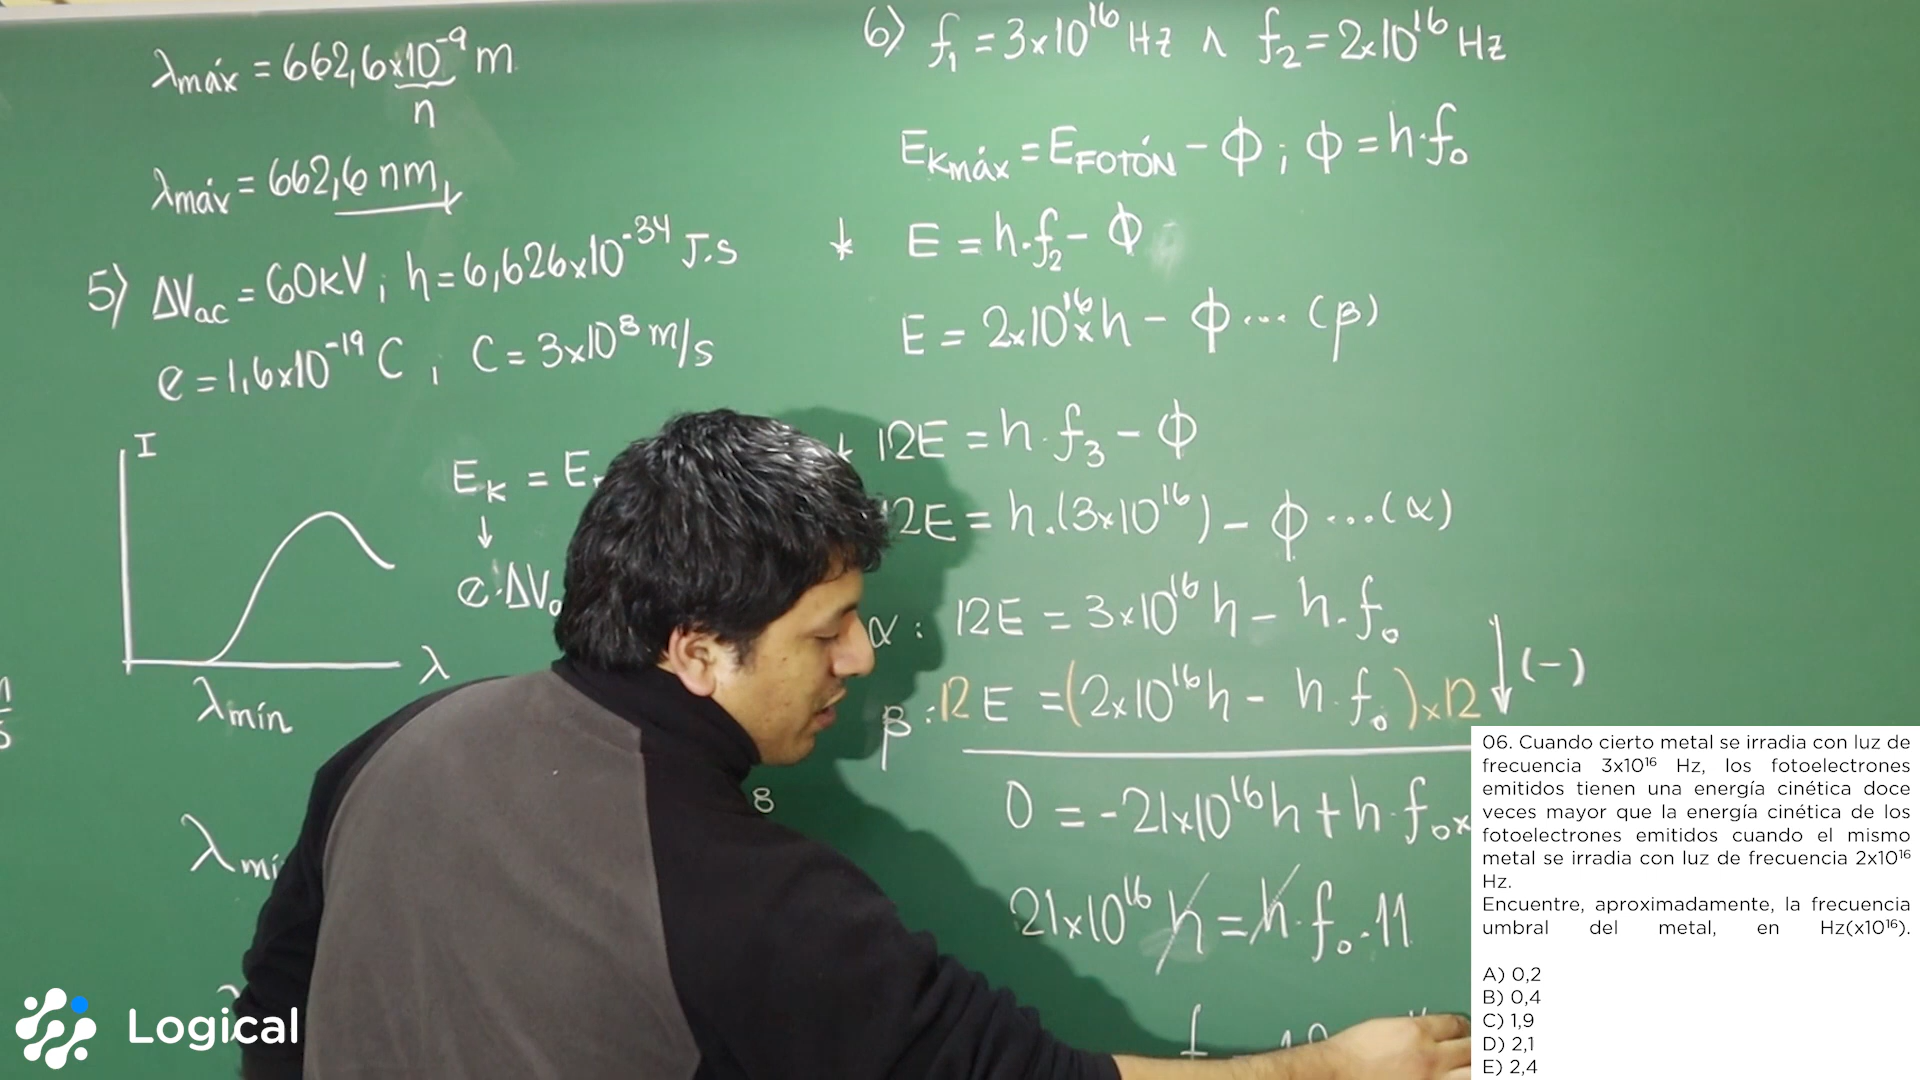 λmáx = 662,6x10⁻⁹ m
n
λmáx = 662,6 nm
5) ΔVac = 60kV ; h = 6,626x10⁻³⁴ J.s
e = 1,6x10⁻¹⁹ C ; C = 3x10⁸ m/s
I
λ
λmín
EK = E
e.ΔV
λmí
8
6) f₁ = 3x10¹⁶ Hz ∧ f₂ = 2x10¹⁶ Hz
EKmáx = EFOTÓN - Φ ; Φ = h.f₀
* E = h.f₂ - Φ
E = 2x10¹⁶xh - Φ ... (β)
12E = h.f₃ - Φ
2E = h.(3x10¹⁶) - Φ ...(α)
α : 12E = 3x10¹⁶ h - h.f₀
β : 12 E = (2x10¹⁶h - h.f₀)x12
(-)
0 = -21x10¹⁶h + h.f₀x
21x10¹⁶ h = h.f₀.11
Logical
06. Cuando cierto metal se irradia con luz de
frecuencia 3x10¹⁶ Hz, los fotoelectrones
emitidos tienen una energía cinética doce
veces mayor que la energía cinética de los
fotoelectrones emitidos cuando el mismo
metal se irradia con luz de frecuencia 2x10¹⁶
Hz.
Encuentre, aproximadamente, la frecuencia
umbral del metal, en Hz(x10¹⁶).
A) 0,2
B) 0,4
C) 1,9
D) 2,1
E) 2,4